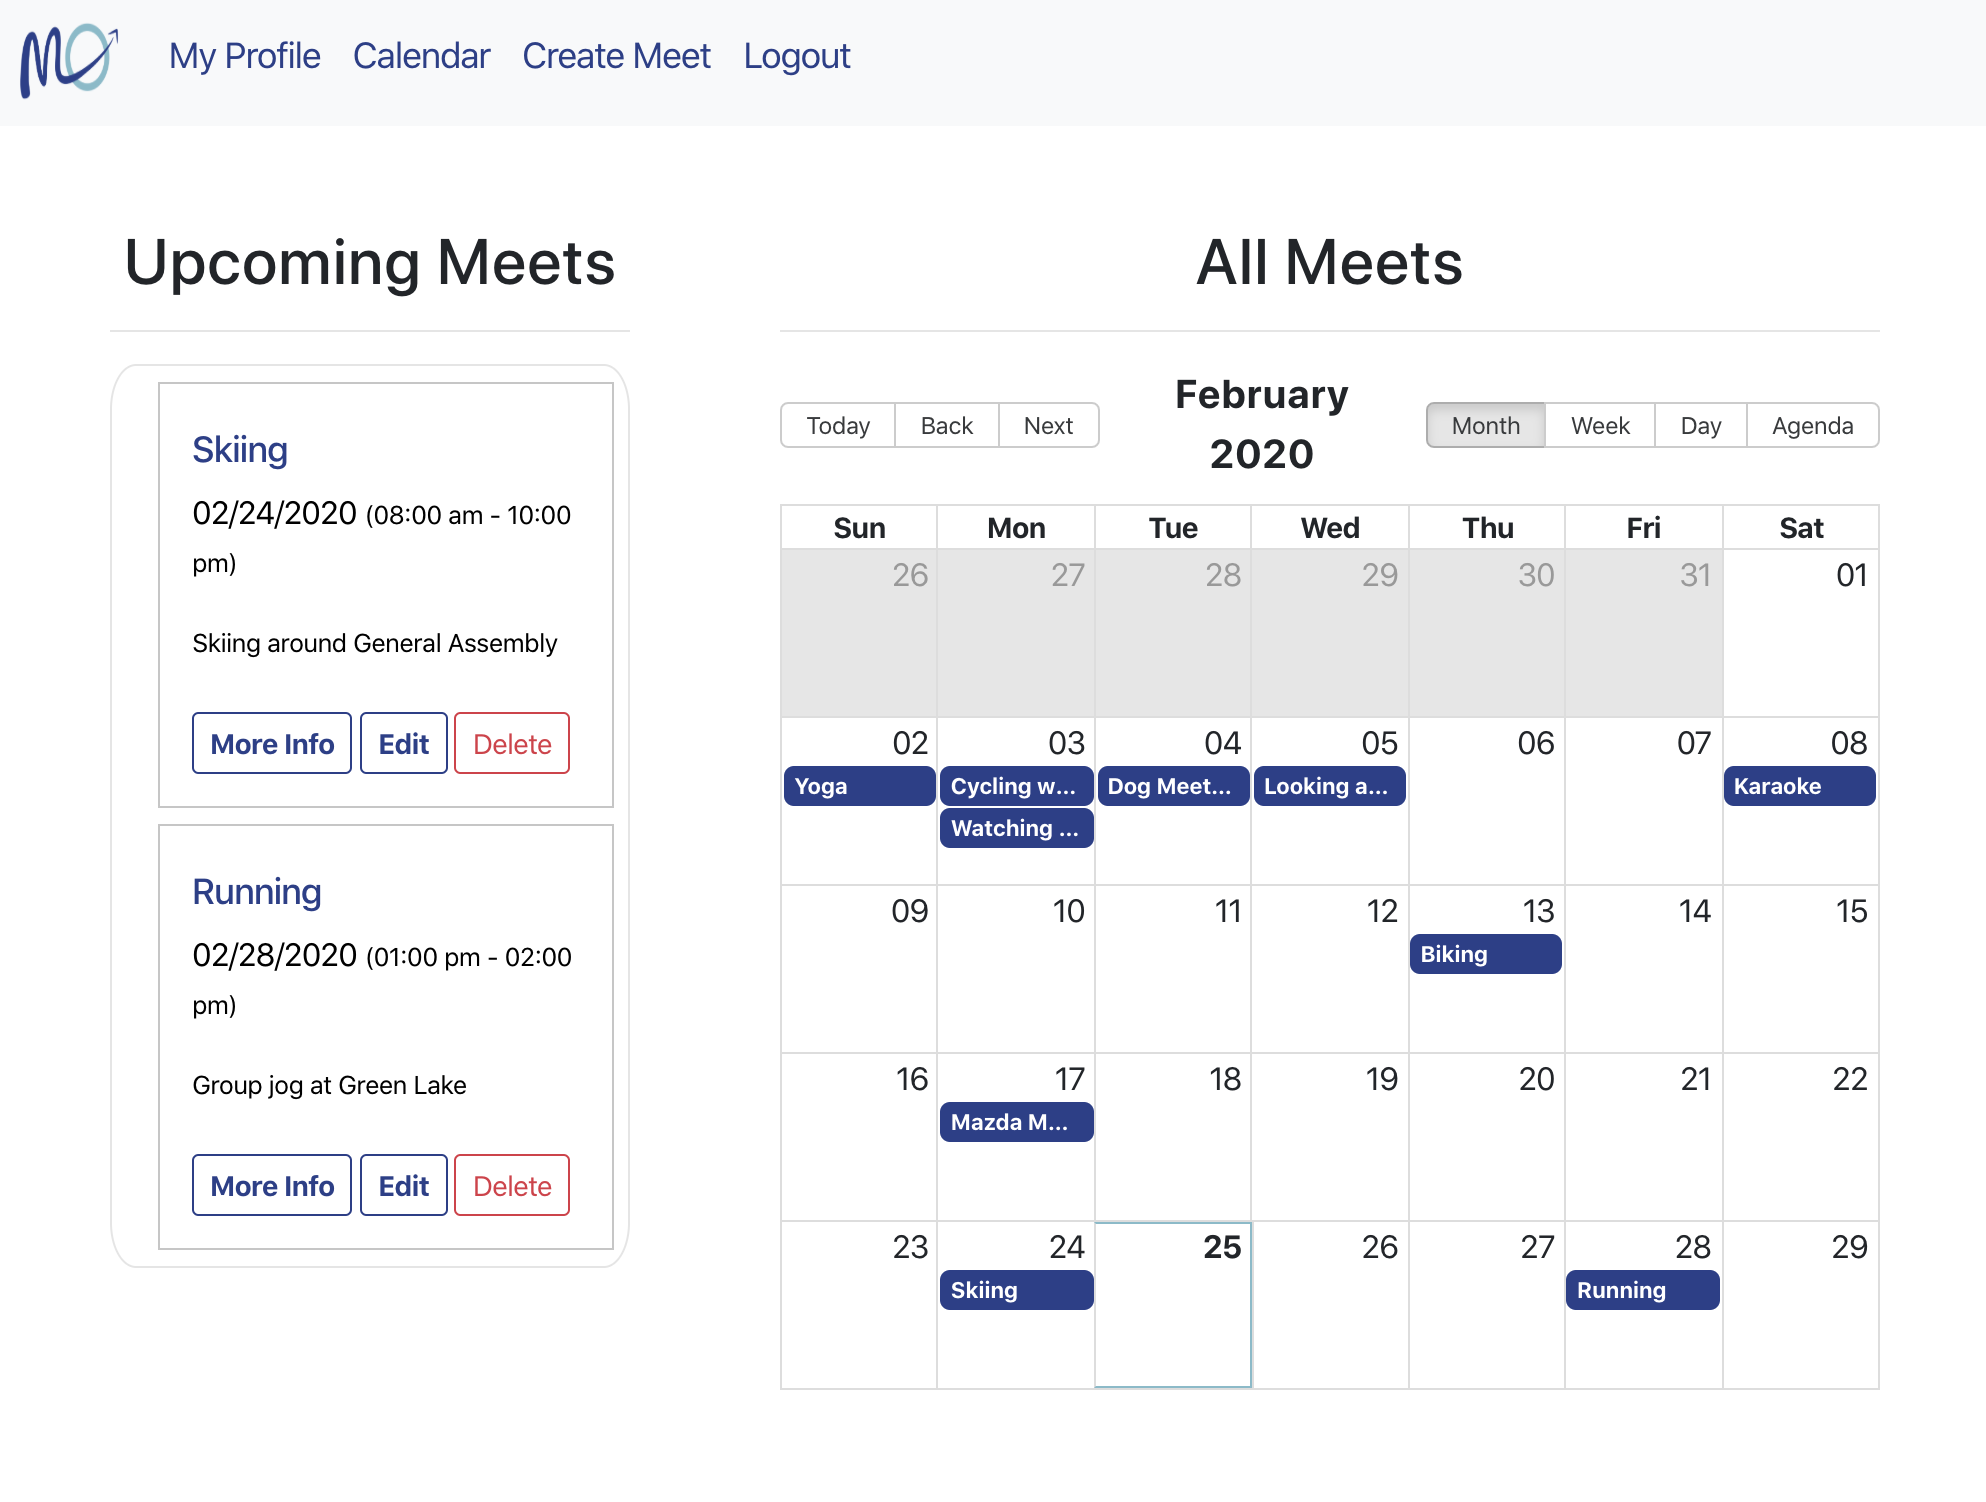 MO
My Profile Calendar Create Meet Logout
Upcoming Meets
Skiing
02/24/2020 (08:00 am - 10:00
pm)
Skiing around General Assembly
More Info Edit Delete
Running
02/28/2020 (01:00 pm - 02:00
pm)
Group jog at Green Lake
More Info Edit Delete
All Meets
Today Back Next
February
2020
Month Week Day Agenda
Sun Mon Tue Wed Thu Fri Sat
26 27 28 29 30 31 01
02 03 04 05 06 07 08
Yoga Cycling w... Dog Meet... Looking a... Karaoke
Watching ...
09 10 11 12 13 14 15
Biking
16 17 18 19 20 21 22
Mazda M...
23 24 25 26 27 28 29
Skiing Running